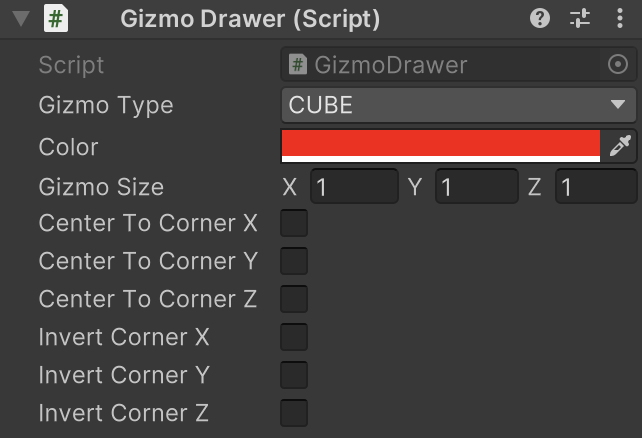 # Gizmo Drawer (Script)
Script # GizmoDrawer
Gizmo Type CUBE
Color
Gizmo Size X 1 Y 1 Z 1
Center To Corner X
Center To Corner Y
Center To Corner Z
Invert Corner X
Invert Corner Y
Invert Corner Z